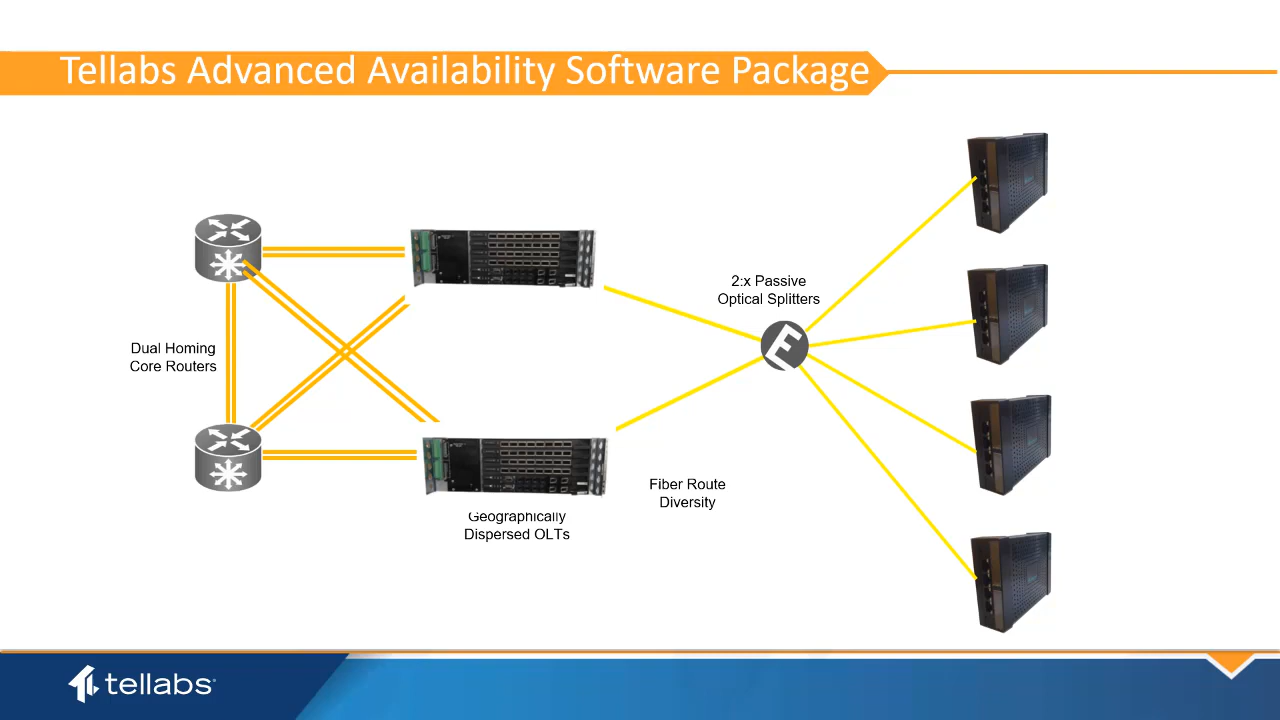 Tellabs Advanced Availability Software Package
2:x Passive
Optical Splitters
Dual Homing
Core Routers
Fiber Route
Diversity
Geographically
Dispersed OLTs
tellabs